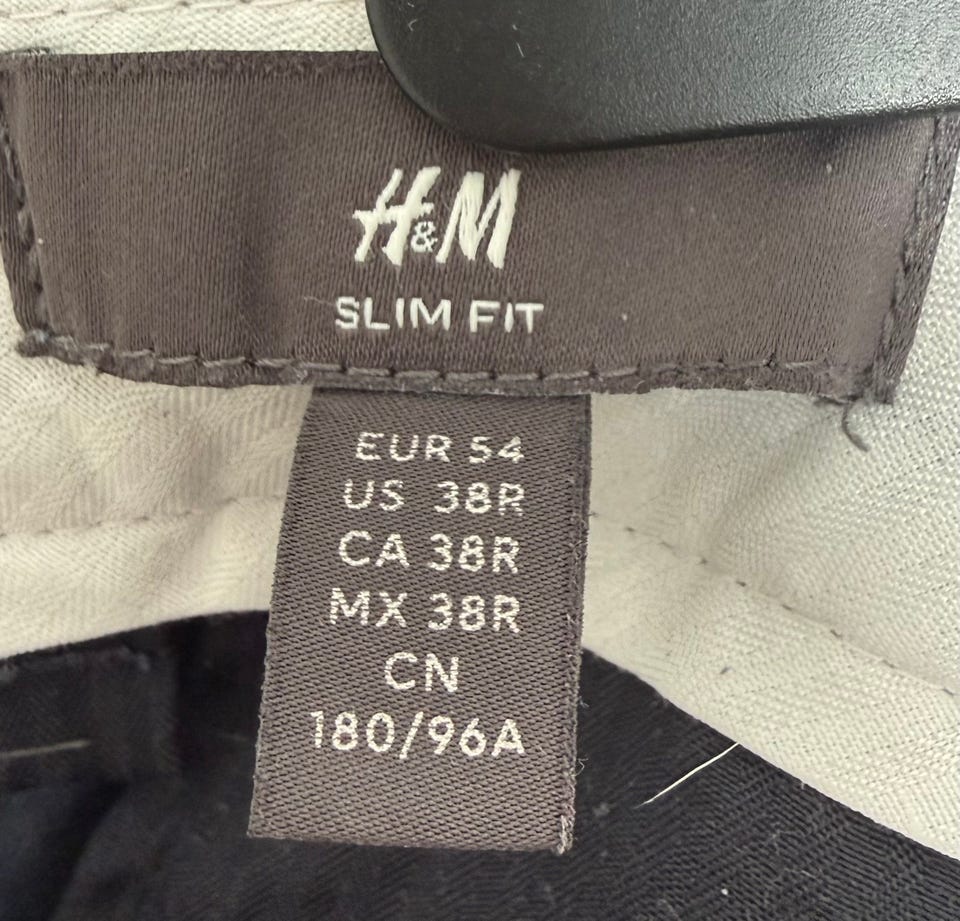 H&M
SLIM FIT
EUR 54
US 38R
CA 38R
MX 38R
CN
180/96A